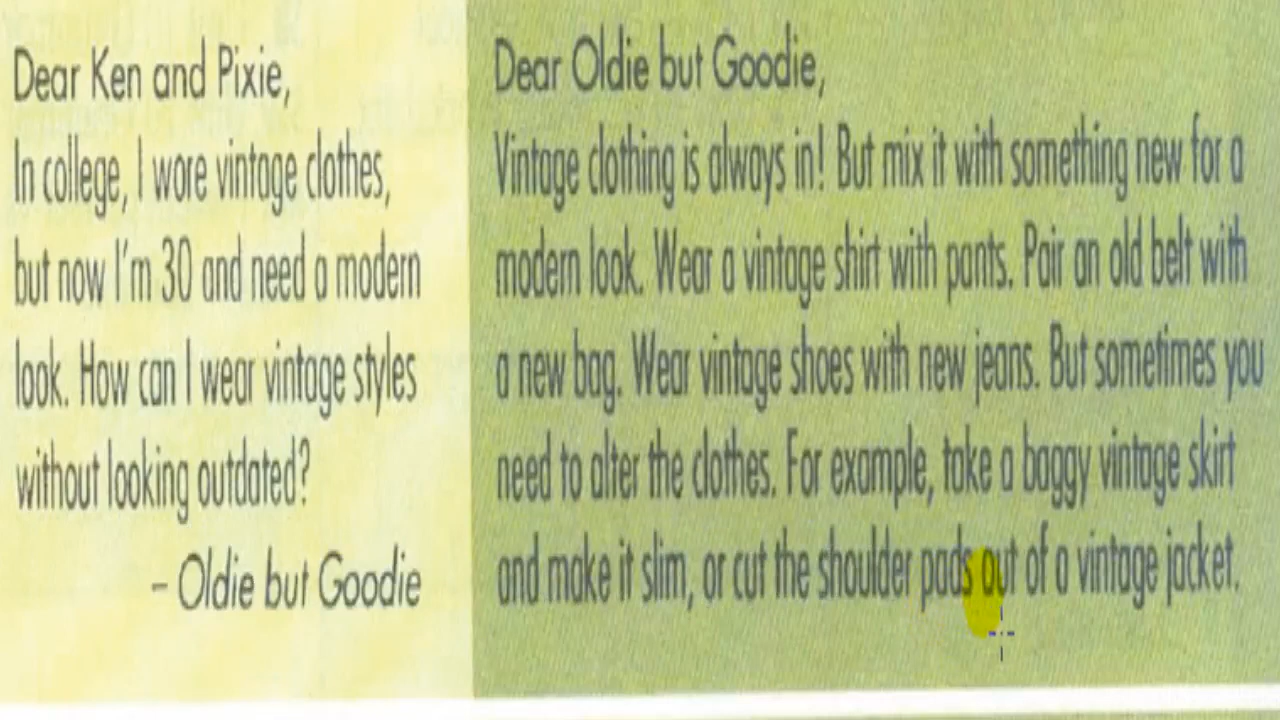 Dear Ken and Pixie,
In college, I wore vintage clothes,
but now I'm 30 and need a modern
look. How can I wear vintage styles
without looking outdated?
– Oldie but Goodie
Dear Oldie but Goodie,
Vintage clothing is always in! But mix it with something new for a
modern look. Wear a vintage shirt with pants. Pair an old belt with
a new bag. Wear vintage shoes with new jeans. But sometimes you
need to alter the clothes. For example, take a baggy vintage skirt
and make it slim, or cut the shoulder pads out of a vintage jacket.